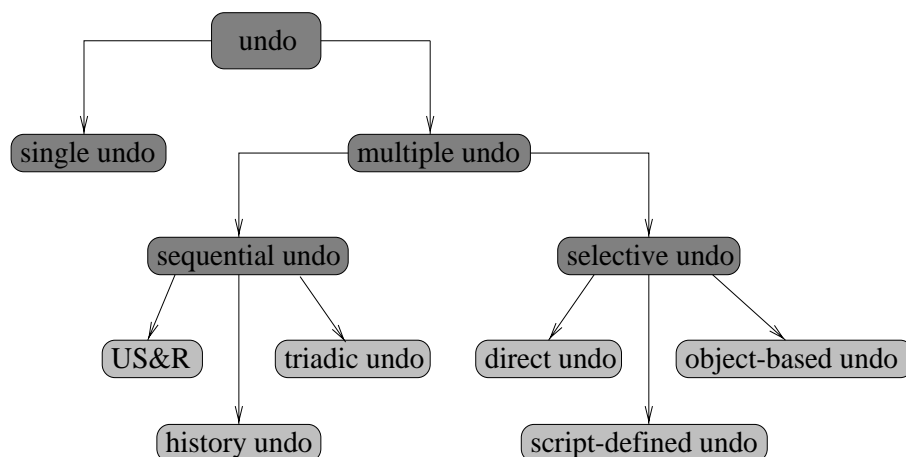 undo
single undo
multiple undo
sequential undo
selective undo
US&R
triadic undo
direct undo
object-based undo
history undo
script-defined undo